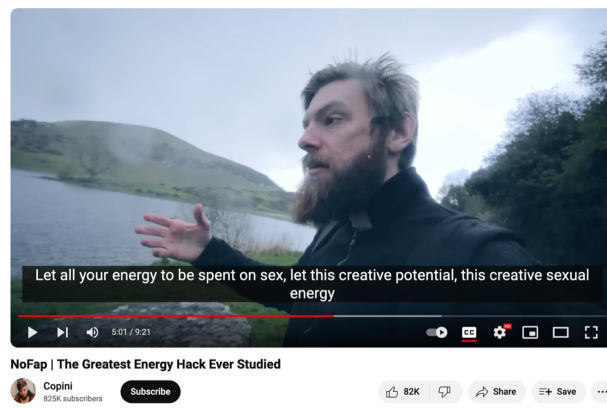 Let all your energy to be spent on sex, let this creative potential, this creative sexual
energy
5:01 / 9:21
CC
HD
NoFap | The Greatest Energy Hack Ever Studied
Copini
825K subscribers
Subscribe
82K
Share
Save